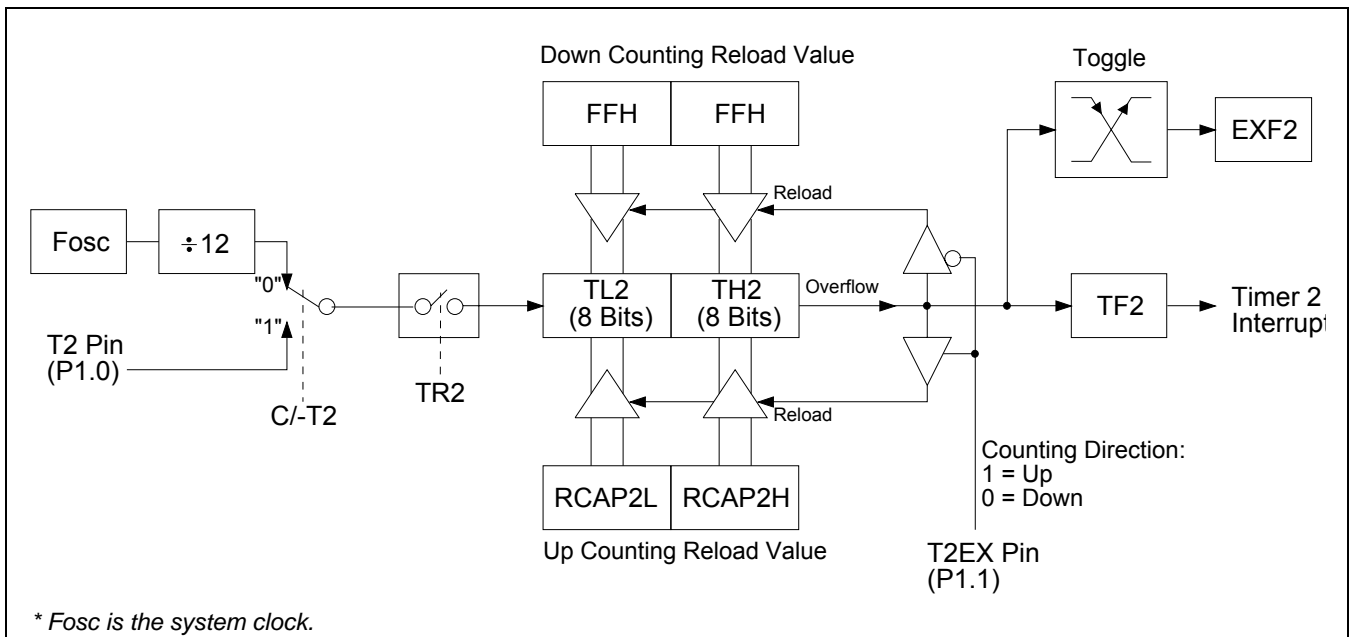 Down Counting Reload Value
Toggle
FFH
FFH
EXF2
Reload
Fosc
÷12
"0"
TL2
(8 Bits)
TH2
(8 Bits)
Overflow
TF2
Timer 2
Interrupt
"1"
T2 Pin
(P1.0)
TR2
C/-T2
Reload
Counting Direction:
1 = Up
0 = Down
RCAP2L
RCAP2H
Up Counting Reload Value
T2EX Pin
(P1.1)
* Fosc is the system clock.